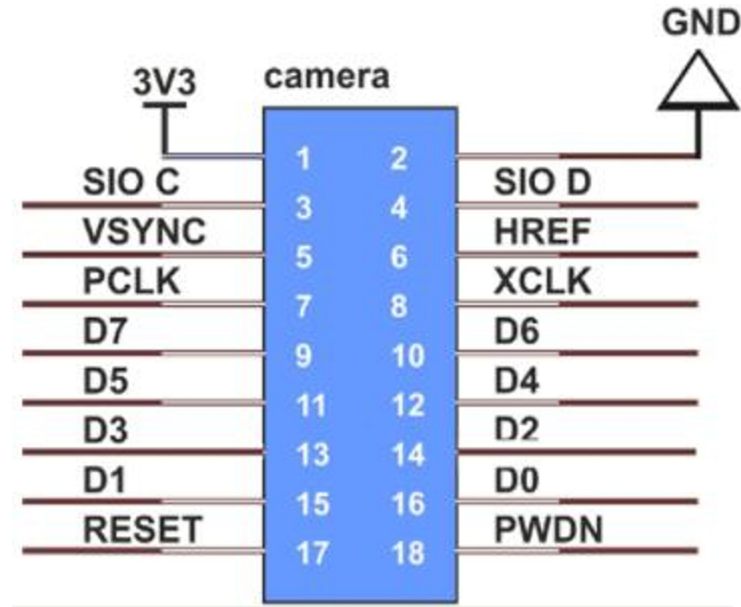 GND
3V3 camera
1 2
SIO C SIO D
3 4
VSYNC HREF
5 6
PCLK XCLK
7 8
D7 D6
9 10
D5 D4
11 12
D3 D2
13 14
D1 D0
15 16
RESET PWDN
17 18